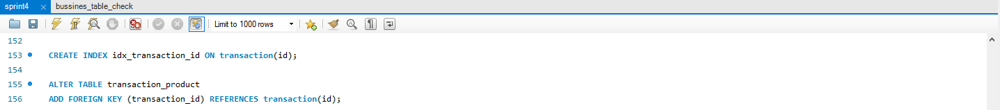 sprint4 × bussines_table_check
Limit to 1000 rows
152
153 CREATE INDEX idx_transaction_id ON transaction(id);
154
155 ALTER TABLE transaction_product
156 ADD FOREIGN KEY (transaction_id) REFERENCES transaction(id);